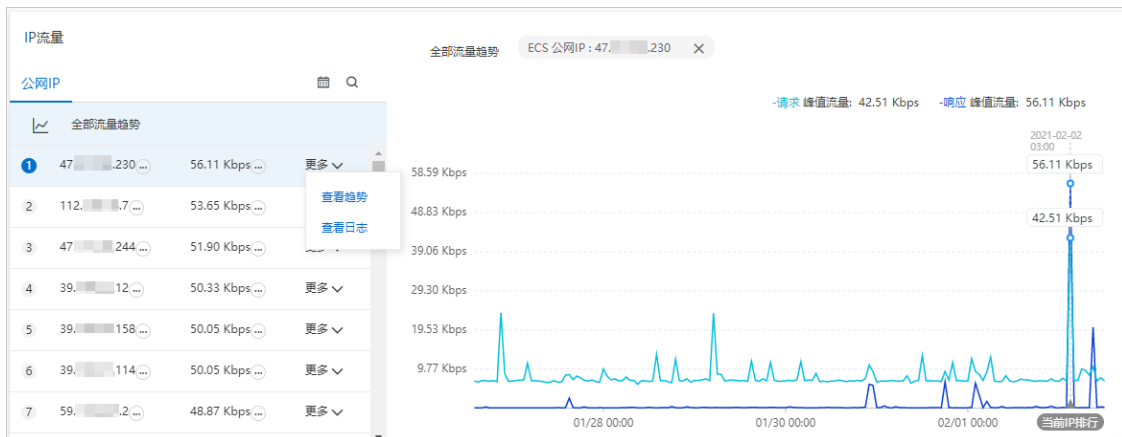 IP流量
公网IP
全部流量趋势
1 47. .230 ... 56.11 Kbps ... 更多
查看趋势
查看日志
2 112. .7 ... 53.65 Kbps ...
3 47 244 ... 51.90 Kbps ...
4 39. 12 ... 50.33 Kbps ... 更多
5 39. 158 ... 50.05 Kbps ... 更多
6 39. .114 ... 50.05 Kbps ... 更多
7 59. .2 ... 48.87 Kbps ... 更多
全部流量趋势 ECS 公网IP : 47. .230
-请求 峰值流量: 42.51 Kbps -响应 峰值流量: 56.11 Kbps
2021-02-02
03:00
56.11 Kbps
42.51 Kbps
58.59 Kbps
48.83 Kbps
39.06 Kbps
29.30 Kbps
19.53 Kbps
9.77 Kbps
01/28 00:00 01/30 00:00 02/01 00:00
当前IP排行